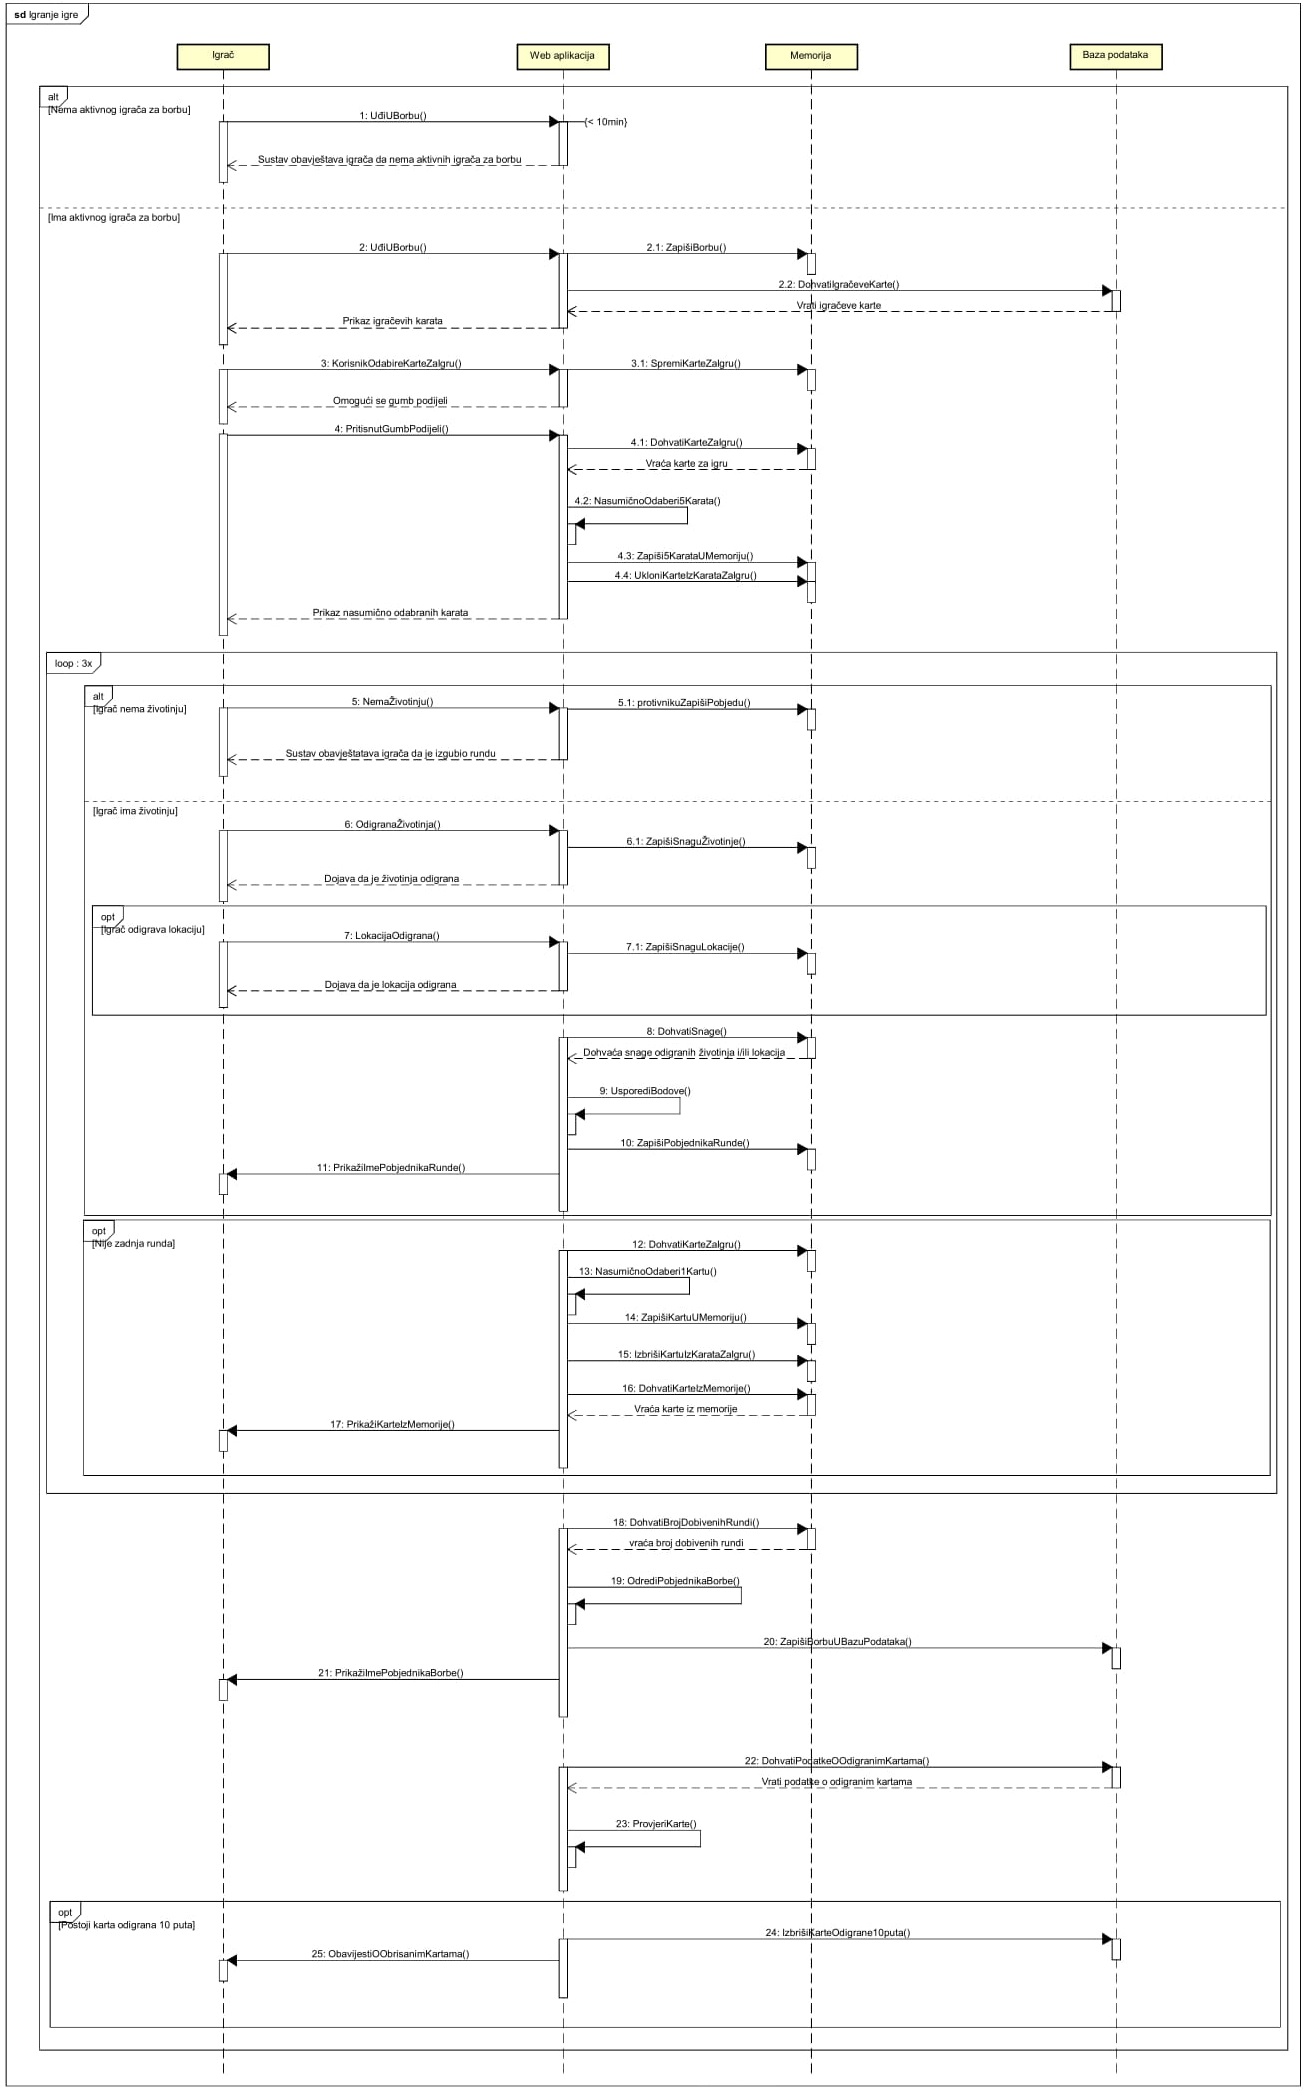 sd Igranje igre
Igrač
Web aplikacija
Memorija
Baza podataka
alt
[Nema aktivnog igrača za borbu]
1: UđiUBorbu()
{< 10min}
Sustav obavještava igrača da nema aktivnih igrača za borbu
[Ima aktivnog igrača za borbu]
2: UđiUBorbu()
2.1: ZapišiBorbu()
2.2: DohvatiIgračeveKarte()
Vrati igračeve karte
Prikaz igračevih karata
3: KorisnikOdabireKarteZaIgru()
3.1: SpremiKarteZaIgru()
Omogući se gumb podijeli
4: PritisnutGumbPodijeli()
4.1: DohvatiKarteZaIgru()
Vraća karte za igru
4.2: NasumičnoOdaberi5Karata()
4.3: Zapiši5KarataUMemoriju()
4.4: UkloniKarteIzKarataZaIgru()
Prikaz nasumično odabranih karata
loop : 3x
alt
[Igrač nema životinju]
5: NemaŽivotinju()
5.1: protivnikuZapišiPobjedu()
Sustav obavještatava igrača da je izgubio rundu
[Igrač ima životinju]
6: OdigranaŽivotinja()
6.1: ZapišiSnaguŽivotinje()
Dojava da je životinja odigrana
opt
[Igrač odigrava lokaciju]
7: LokacijaOdigrana()
7.1: ZapišiSnaguLokacije()
Dojava da je lokacija odigrana
8: DohvatiSnage()
Dohvaća snage odigranih životinja i/ili lokacija
9: UsporediBodove()
10: ZapišiPobjednikaRunde()
11: PrikažiImePobjednikaRunde()
opt
[Nije zadnja runda]
12: DohvatiKarteZaIgru()
13: NasumičnoOdaberi1Kartu()
14: ZapišiKartuUMemoriju()
15: IzbrišiKartuIzKarataZaIgru()
16: DohvatiKarteIzMemorije()
Vraća karte iz memorije
17: PrikažiKarteIzMemorije()
18: DohvatiBrojDobivenihRundi()
vraća broj dobivenih rundi
19: OdrediPobjednikaBorbe()
20: ZapišiBorbuUBazuPodataka()
21: PrikažiImePobjednikaBorbe()
22: DohvatiPodatkeOOdigranimKartama()
Vrati podatke o odigranim kartama
23: ProvjeriKarte()
opt
[Postoji karta odigrana 10 puta]
24: IzbrišiKarteOdigrane10puta()
25: ObavijestiOObrisanimKartama()